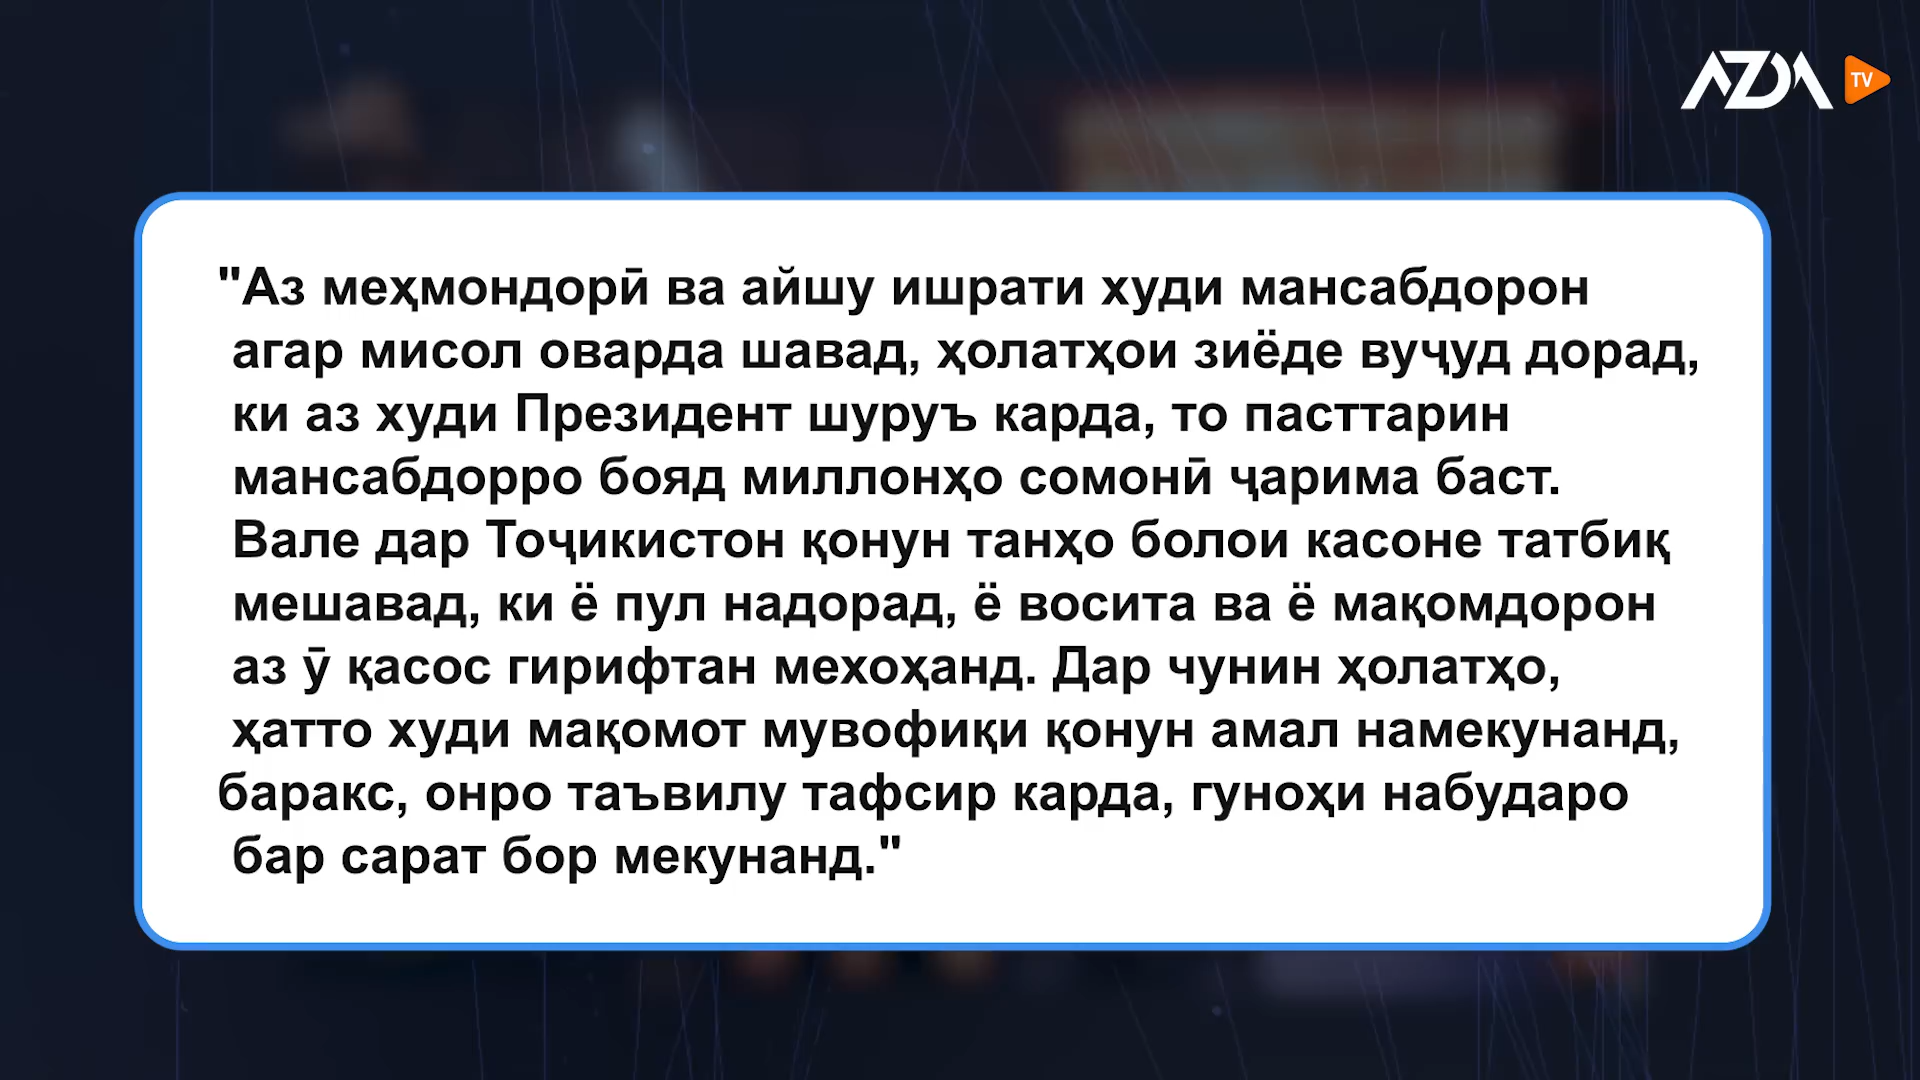 AZDA TV
"Аз меҳмондорӣ ва айшу ишрати худи мансабдорон
агар мисол оварда шавад, ҳолатҳои зиёде вуҷуд дорад,
ки аз худи Президент шуруъ карда, то пасттарин
мансабдорро бояд миллонҳо сомонӣ ҷарима баст.
Вале дар Тоҷикистон қонун танҳо болои касоне татбиқ
мешавад, ки ё пул надорад, ё восита ва ё мақомдорон
аз ӯ қасос гирифтан мехоҳанд. Дар чунин ҳолатҳо,
ҳатто худи мақомот мувофиқи қонун амал намекунанд,
баракс, онро таъвилу тафсир карда, гуноҳи набударо
бар сарат бор мекунанд."